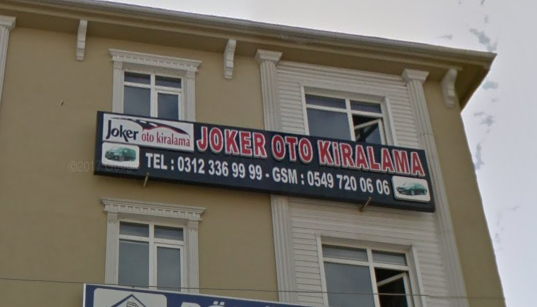 Joker
oto kiralama
JOKER OTO KiRALAMA
TEL : 0312 336 99 99 - GSM : 0549 720 06 06